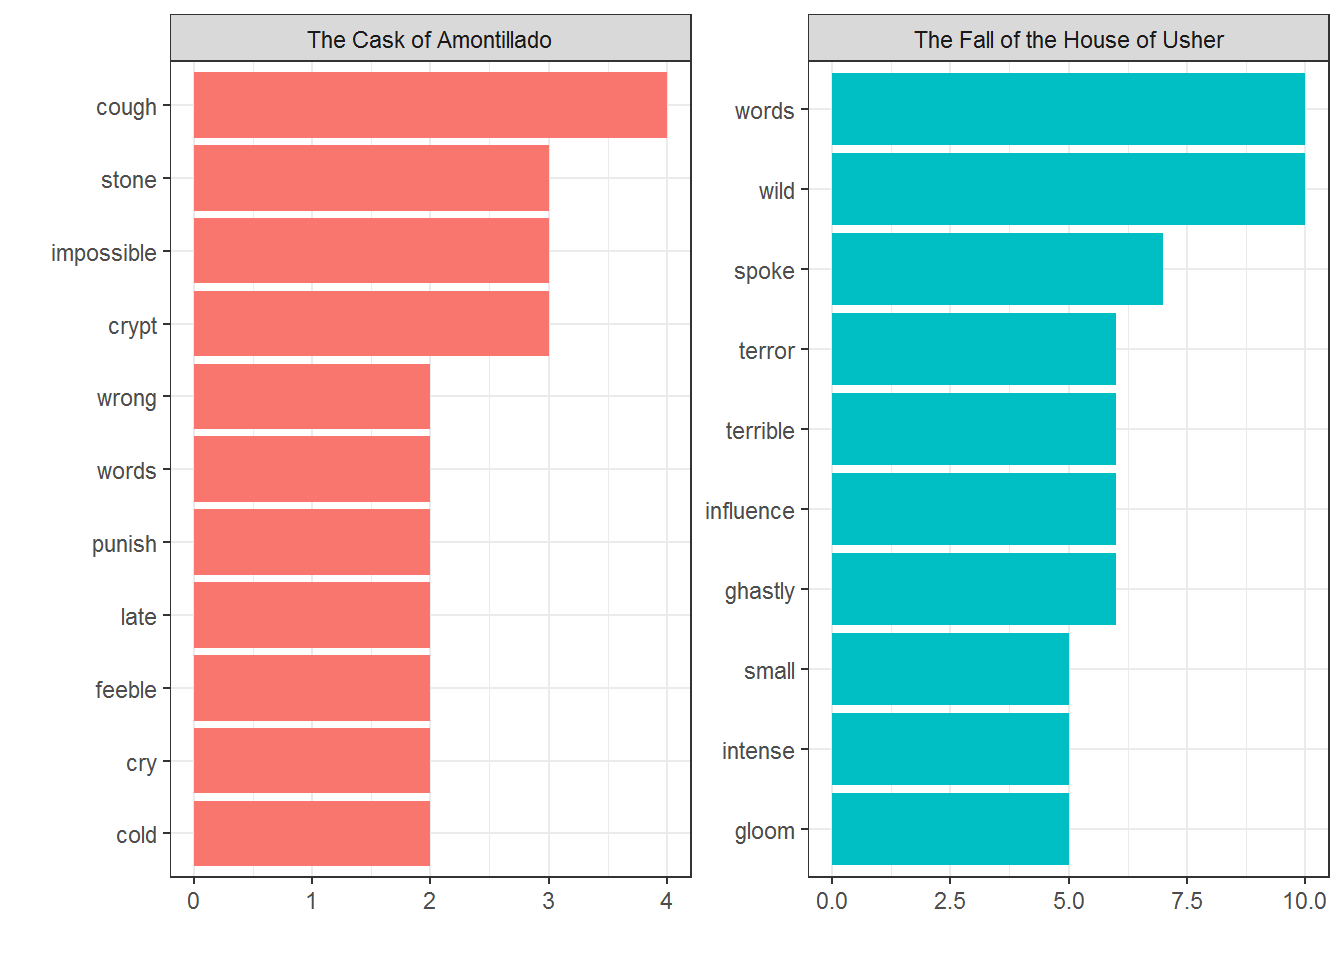 The Cask of Amontillado
cough
stone
impossible
crypt
wrong
words
punish
late
feeble
cry
cold
0 1 2 3 4
The Fall of the House of Usher
words
wild
spoke
terror
terrible
influence
ghastly
small
intense
gloom
0.0 2.5 5.0 7.5 10.0